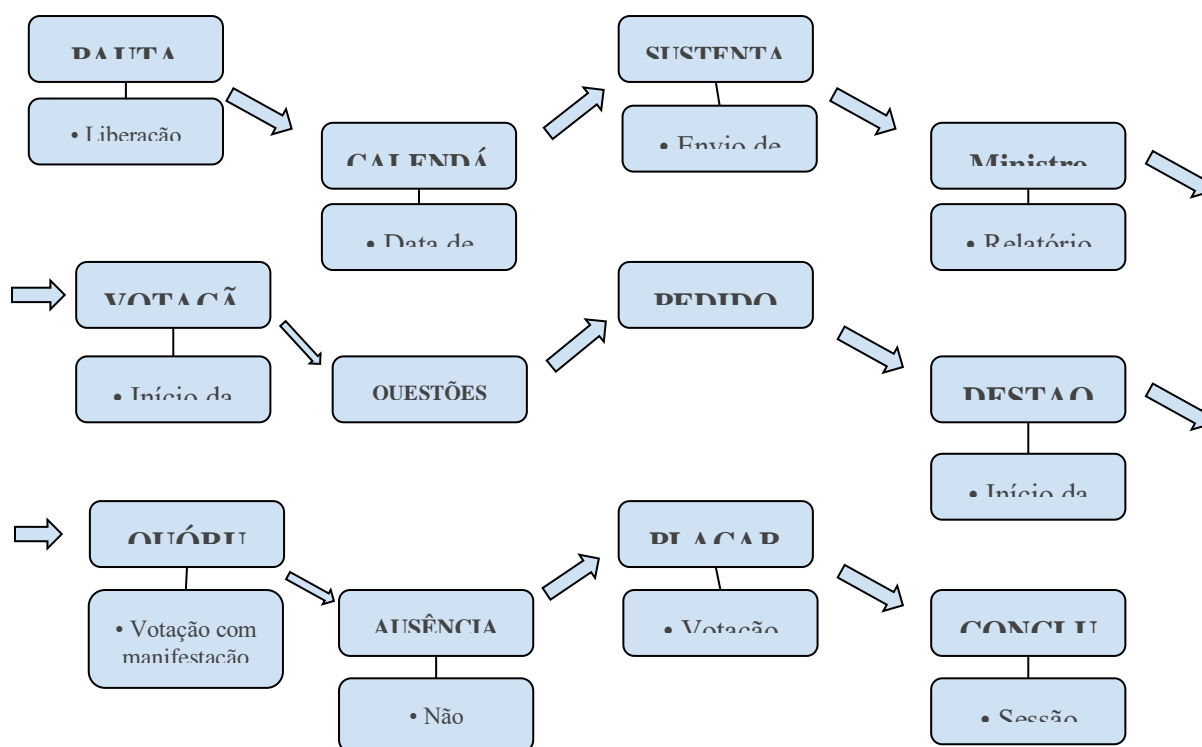 PAUTA
• Liberação
CALENDÁ
• Data de
SUSTENTA
• Envio de
Ministro
• Relatório
VOTAÇÃ
• Início da
QUESTÕES
PEDIDO
DESTAQ
• Início da
QUÓRU
• Votação com
manifestação
AUSÊNCIA
• Não
PLACAR
• Votação
CONCLU
• Sessão